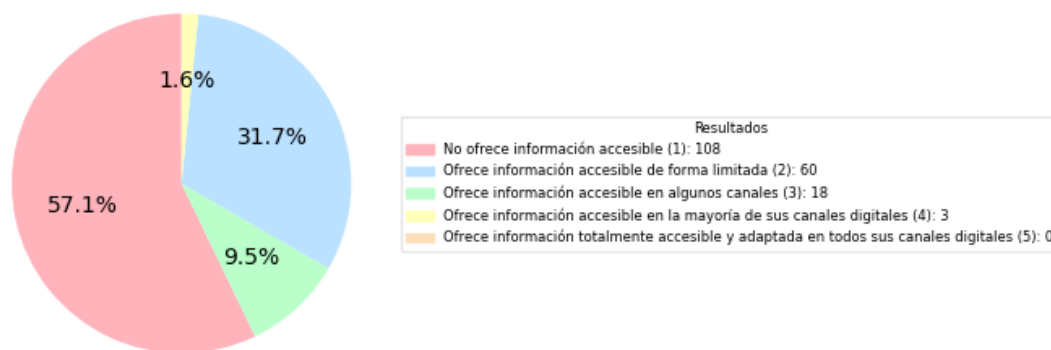 1.6%
31.7%
57.1%
9.5%
Resultados
No ofrece información accesible (1): 108
Ofrece información accesible de forma limitada (2): 60
Ofrece información accesible en algunos canales (3): 18
Ofrece información accesible en la mayoría de sus canales digitales (4): 3
Ofrece información totalmente accesible y adaptada en todos sus canales digitales (5): 0